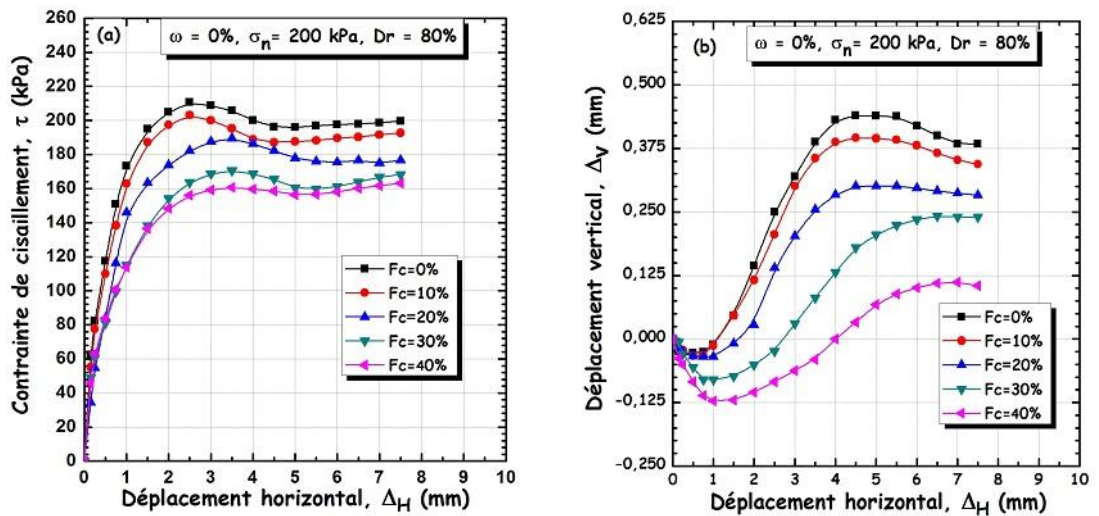 (a)
ω = 0%, σn= 200 kPa, Dr = 80%
Contrainte de cisaillement, τ (kPa)
260
240
220
200
180
160
140
120
100
80
60
40
20
0
Fc=0%
Fc=10%
Fc=20%
Fc=30%
Fc=40%
0 1 2 3 4 5 6 7 8 9 10
Déplacement horizontal, ΔH (mm)
(b)
ω = 0%, σn= 200 kPa, Dr = 80%
Déplacement vertical, Δv (mm)
0,625
0,500
0,375
0,250
0,125
0,000
-0,125
-0,250
Fc=0%
Fc=10%
Fc=20%
Fc=30%
Fc=40%
0 1 2 3 4 5 6 7 8 9 10
Déplacement horizontal, ΔH (mm)